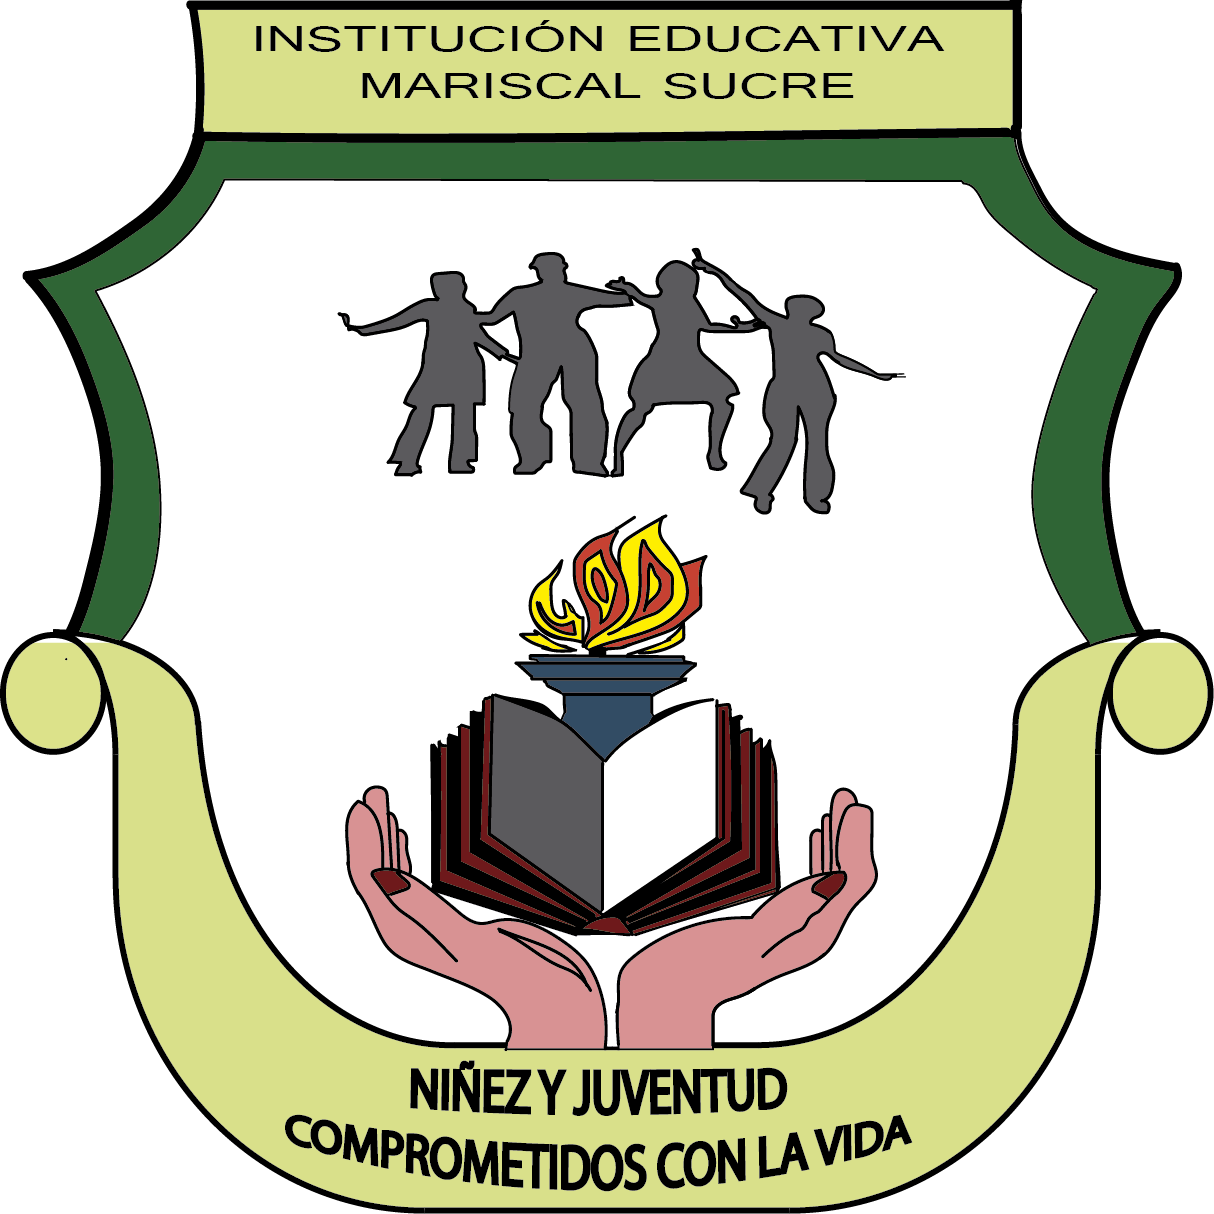 INSTITUCIÓN EDUCATIVA
MARISCAL SUCRE
NIÑEZ Y JUVENTUD
COMPROMETIDOS CON LA VIDA